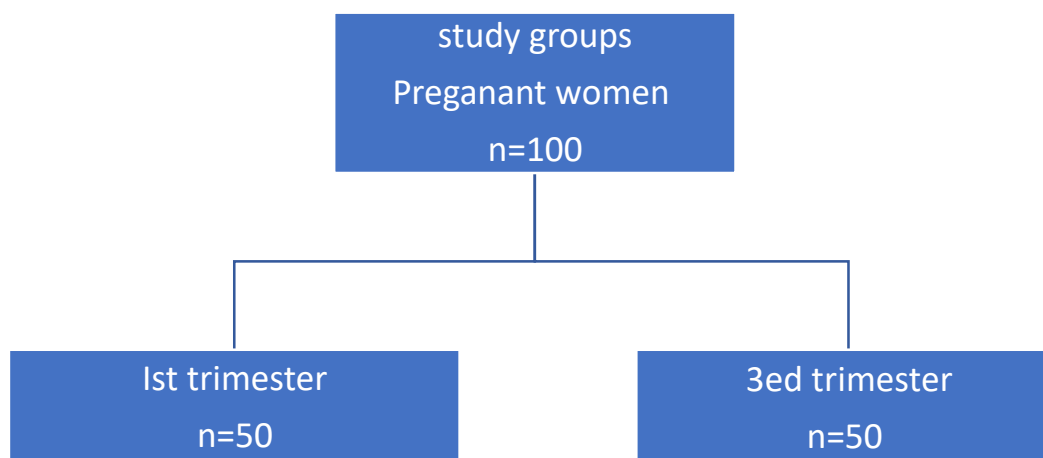 study groups
Preganant women
n=100
Ist trimester
n=50
3ed trimester
n=50